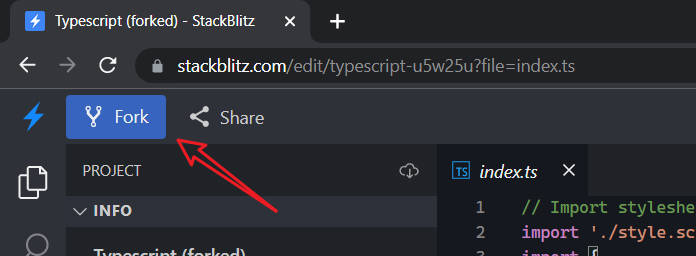 Typescript (forked) - StackBlitz
stackblitz.com/edit/typescript-u5w25u?file=index.ts
Fork
Share
PROJECT
TS index.ts
INFO
1 // Import styleshe
2 import './style.sc
Typescript (forked)
3 import {